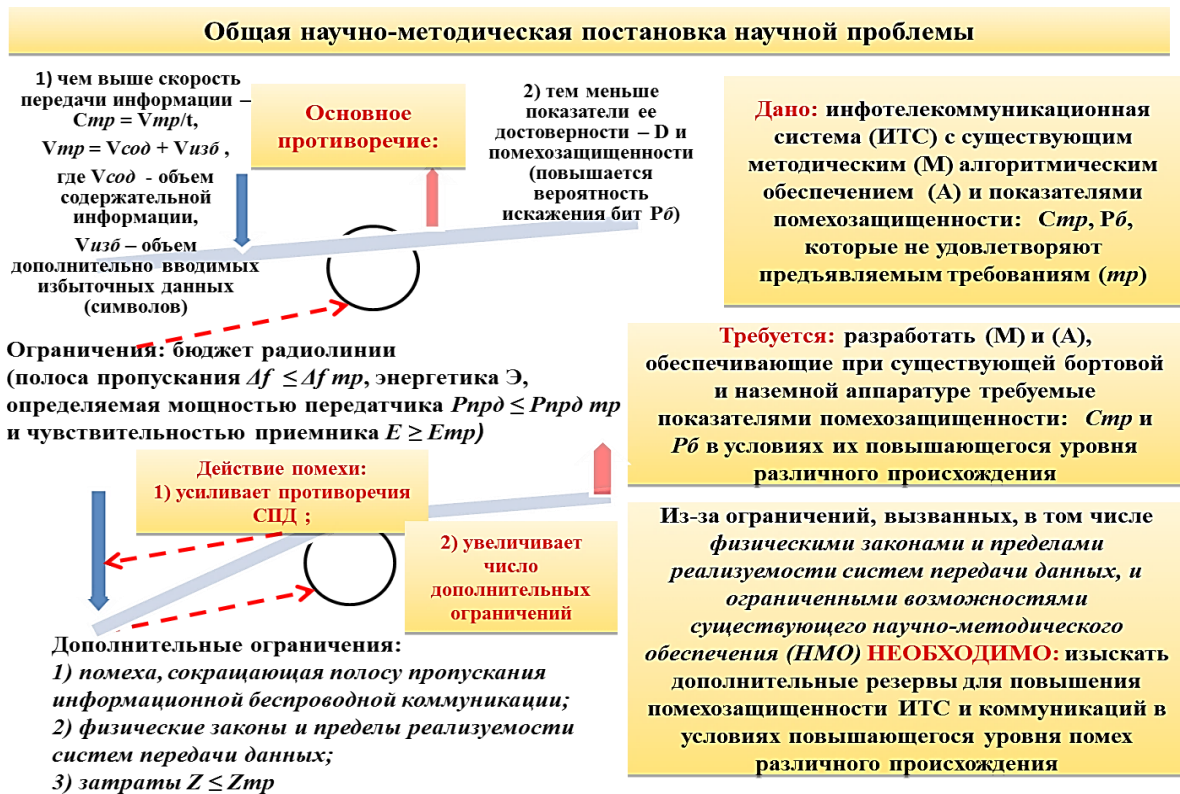 Общая научно-методическая постановка научной проблемы
1) чем выше скорость
передачи информации –
Стр = Vтр/t,
Vтр = Vсод + Vизб ,
где Vсод - объем
содержательной
информации,
Vизб – объем
дополнительно вводимых
избыточных данных
(символов)
Основное
противоречие:
2) тем меньше
показатели ее
достоверности – D и
помехозащищенности
(повышается
вероятность
искажения бит Рб)
Дано: инфотелекоммуникационная
система (ИТС) с существующим
методическим (М) алгоритмическим
обеспечением (А) и показателями
помехозащищенности: Стр, Рб,
которые не удовлетворяют
предъявляемым требованиям (тр)
Ограничения: бюджет радиолинии
(полоса пропускания Δf ≤ Δf тр, энергетика Э,
определяемая мощностью передатчика Рпрд ≤ Рпрд тр
и чувствительностью приемника Е ≥ Етр)
Требуется: разработать (М) и (А),
обеспечивающие при существующей бортовой
и наземной аппаратуре требуемые
показателями помехозащищенности: Стр и
Рб в условиях их повышающегося уровня
различного происхождения
Действие помехи:
1) усиливает противоречия
СПД ;
2) увеличивает
число
дополнительных
ограничений
Дополнительные ограничения:
1) помеха, сокращающая полосу пропускания
информационной беспроводной коммуникации;
2) физические законы и пределы реализуемости
систем передачи данных;
3) затраты Z ≤ Zтр
Из-за ограничений, вызванных, в том числе
физическими законами и пределами
реализуемости систем передачи данных, и
ограниченными возможностями
существующего научно-методического
обеспечения (НМО) НЕОБХОДИМО: изыскать
дополнительные резервы для повышения
помехозащищенности ИТС и коммуникаций в
условиях повышающегося уровня помех
различного происхождения